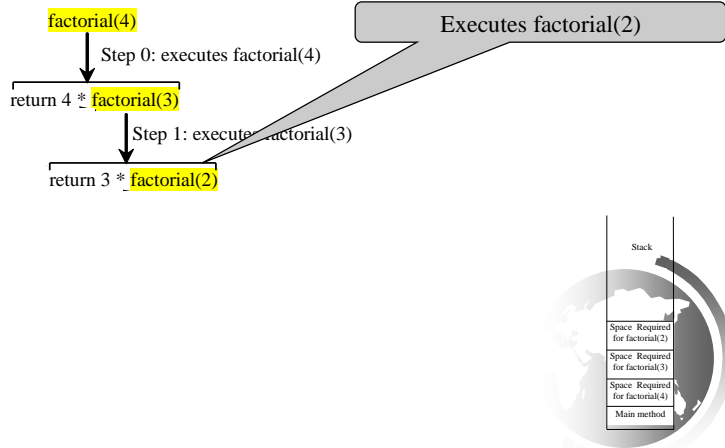 factorial(4)
Executes factorial(2)
Step 0: executes factorial(4)
return 4 * factorial(3)
Step 1: executes factorial(3)
return 3 * factorial(2)
Stack
Space Required
for factorial(2)
Space Required
for factorial(3)
Space Required
for factorial(4)
Main method